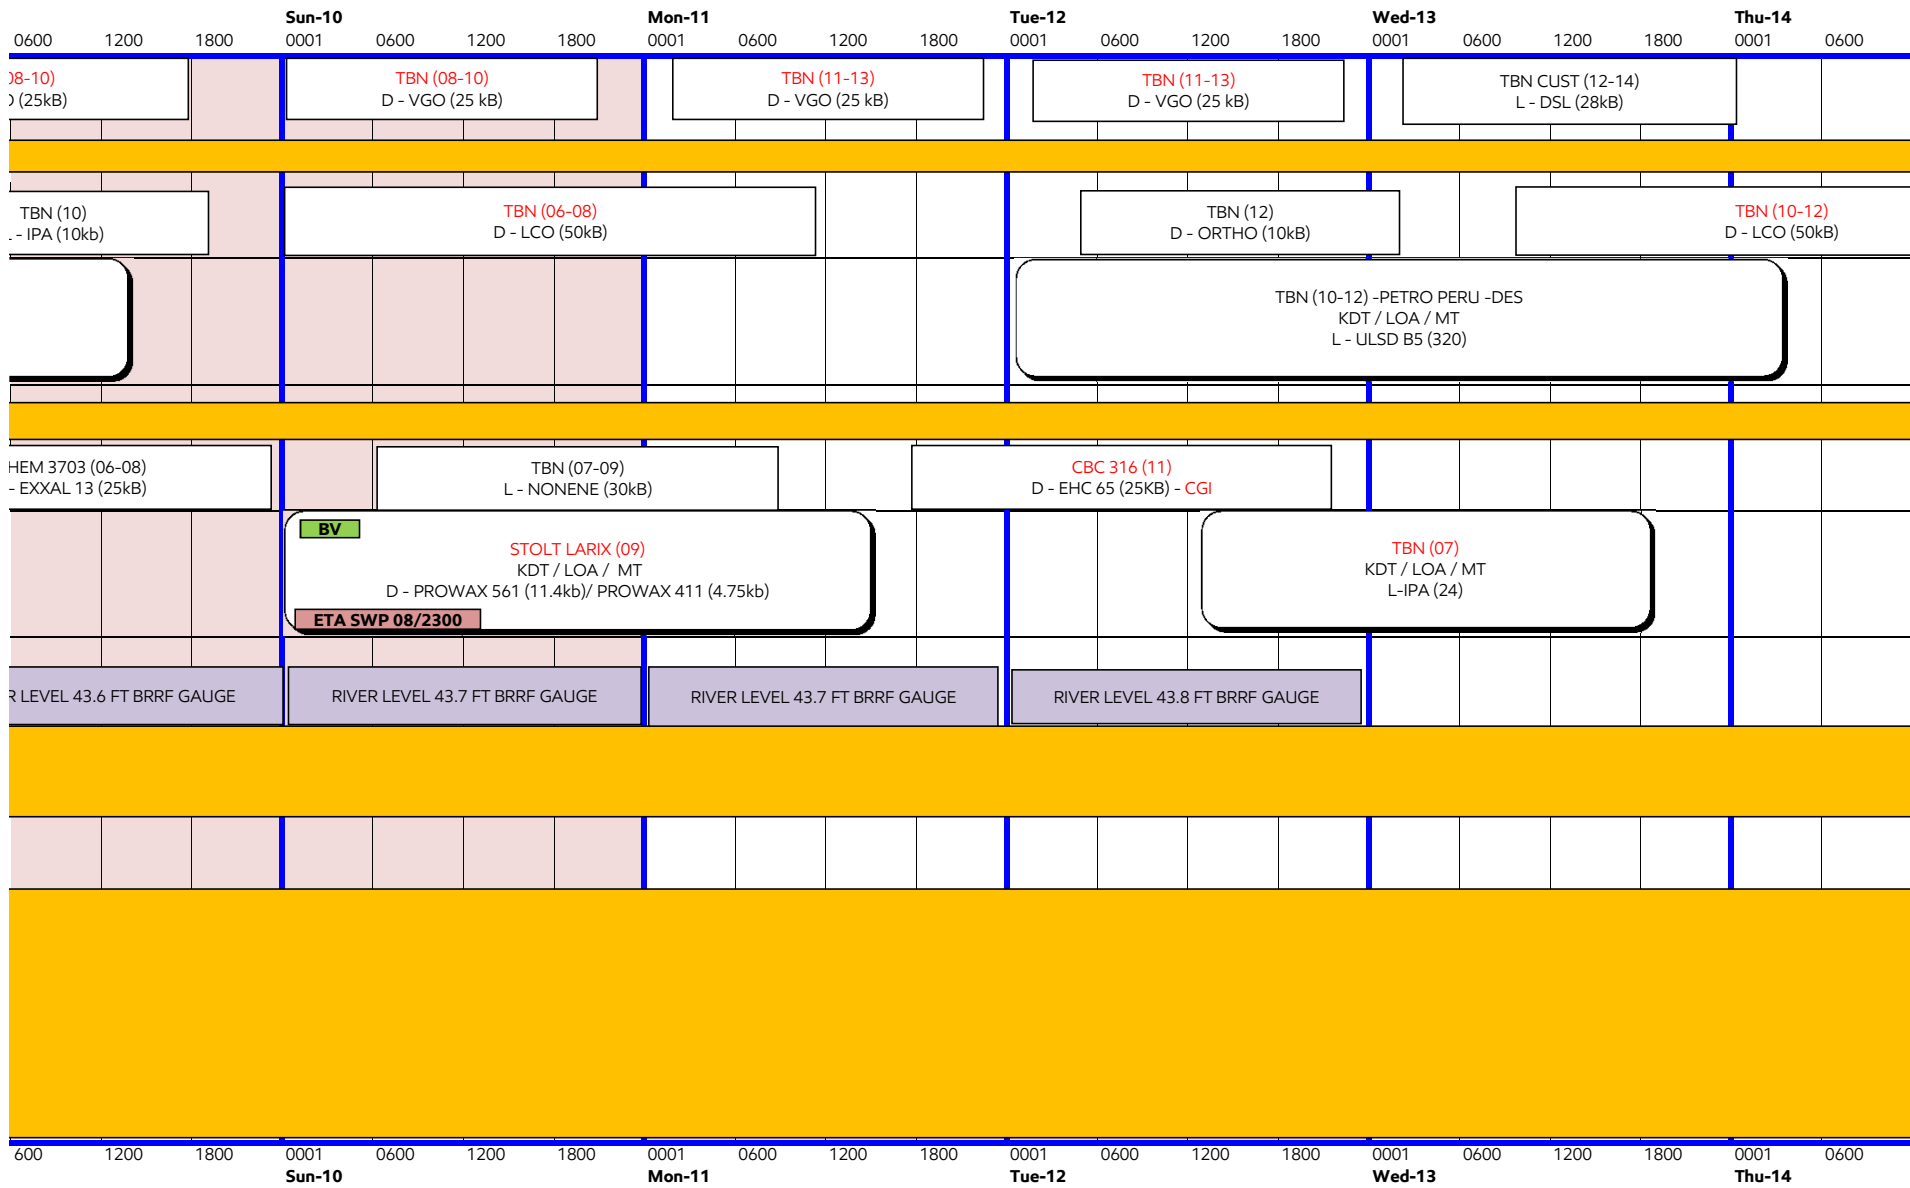 Sun-10 Mon-11 Tue-12 Wed-13 Thu-14
0600 1200 1800 0001 0600 1200 1800 0001 0600 1200 1800 0001 0600 1200 1800 0001 0600 1200 1800 0001 0600
08-10) TBN (08-10) TBN (11-13) TBN (11-13) TBN CUST (12-14)
(25kB) D - VGO (25 kB) D - VGO (25 kB) D - VGO (25 kB) L - DSL (28kB)
TBN (10) TBN (06-08) TBN (12) TBN (10-12)
- IPA (10kb) D - LCO (50kB) D - ORTHO (10kB) D - LCO (50kB)
TBN (10-12) -PETRO PERU -DES
KDT / LOA / MT
L - ULSD B5 (320)
HEM 3703 (06-08) TBN (07-09) CBC 316 (11)
- EXXAL 13 (25kB) L - NONENE (30kB) D - EHC 65 (25KB) - CGI
BV
STOLT LARIX (09) TBN (07)
KDT / LOA / MT KDT / LOA / MT
D - PROWAX 561 (11.4kb)/ PROWAX 411 (4.75kb) L-IPA (24)
ETA SWP 08/2300
R LEVEL 43.6 FT BRRF GAUGE RIVER LEVEL 43.7 FT BRRF GAUGE RIVER LEVEL 43.7 FT BRRF GAUGE RIVER LEVEL 43.8 FT BRRF GAUGE
600 1200 1800 0001 0600 1200 1800 0001 0600 1200 1800 0001 0600 1200 1800 0001 0600 1200 1800 0001 0600
Sun-10 Mon-11 Tue-12 Wed-13 Thu-14